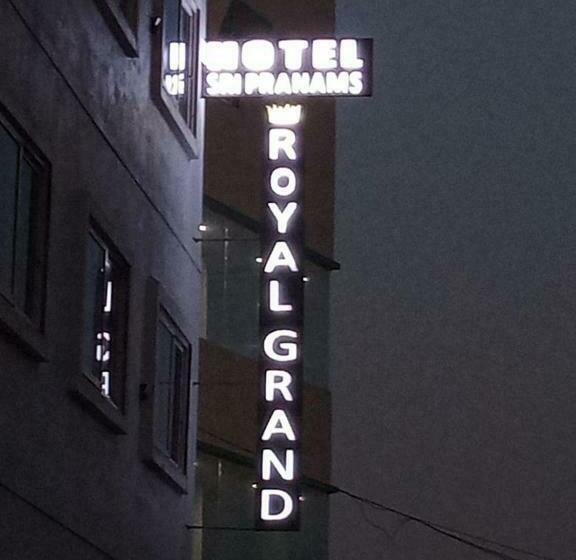 HOTEL
SRI PRANAMS
ROYAL GRAND